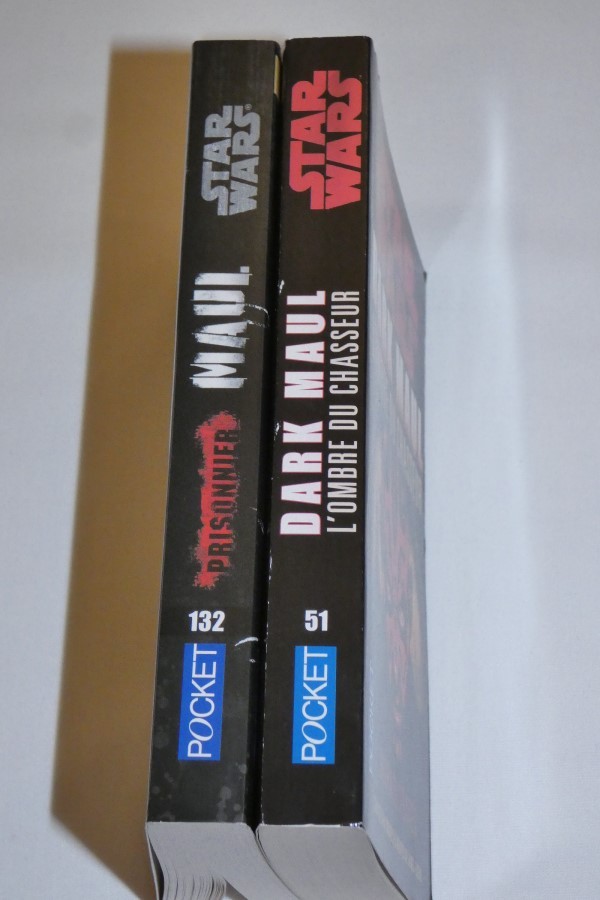 STAR
WARS
MAUL
PRISONNIER
132
POCKET
STAR
WARS
DARK MAUL
L'OMBRE DU CHASSEUR
51
POCKET